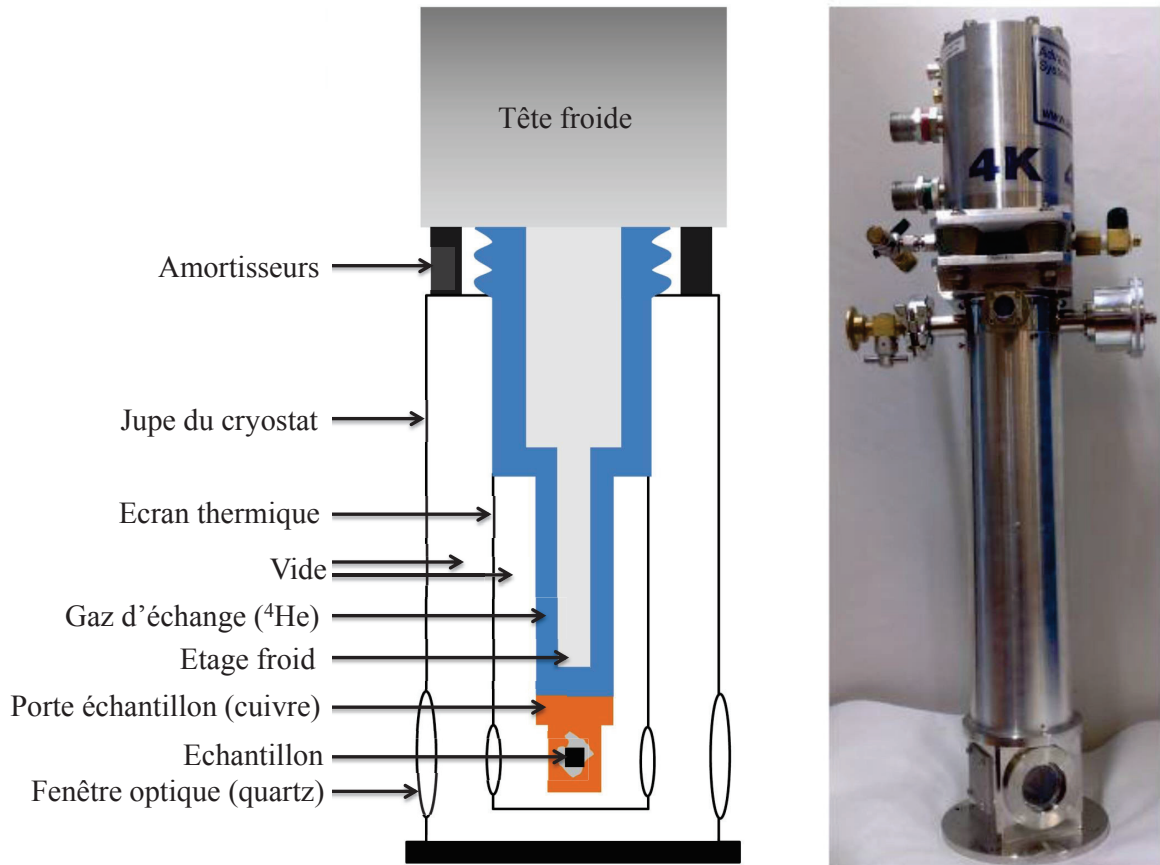 Tête froide
Amortisseurs
Jupe du cryostat
Ecran thermique
Vide
Gaz d'échange (⁴He)
Etage froid
Porte échantillon (cuivre)
Echantillon
Fenêtre optique (quartz)
4K